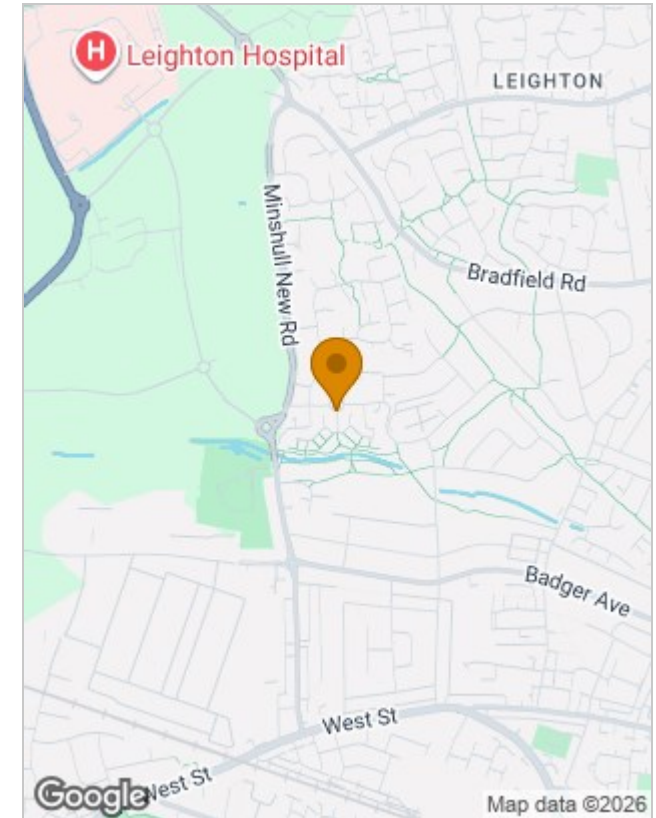 H
Leighton Hospital
LEIGHTON
Minshull New Rd
Bradfield Rd
Badger Ave
West St
West St
Google
Map data ©2026